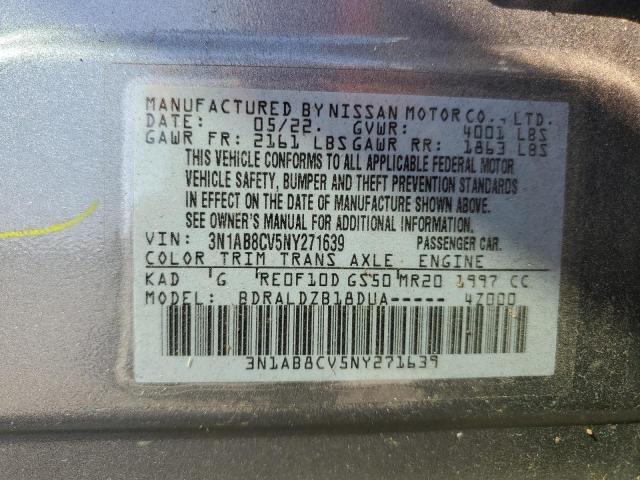 MANUFACTURED BY NISSAN MOTOR CO., LTD.
DATE: 05/22. GVWR: 4001 LBS
GAWR FR: 2161 LBS GAWR RR: 1863 LBS
THIS VEHICLE CONFORMS TO ALL APPLICABLE FEDERAL MOTOR
VEHICLE SAFETY, BUMPER AND THEFT PREVENTION STANDARDS
IN EFFECT ON THE DATE OF MANUFACTURE SHOWN ABOVE.
SEE OWNER'S MANUAL FOR ADDITIONAL INFORMATION.
VIN: 3N1AB8CV5NY271639 PASSENGER CAR.
COLOR TRIM TRANS AXLE ENGINE
KAD G RE0F10D GS50 MR20 1997 CC
MODEL: BDRALDZB18DUA----- 4Z000
3N1AB8CV5NY271639